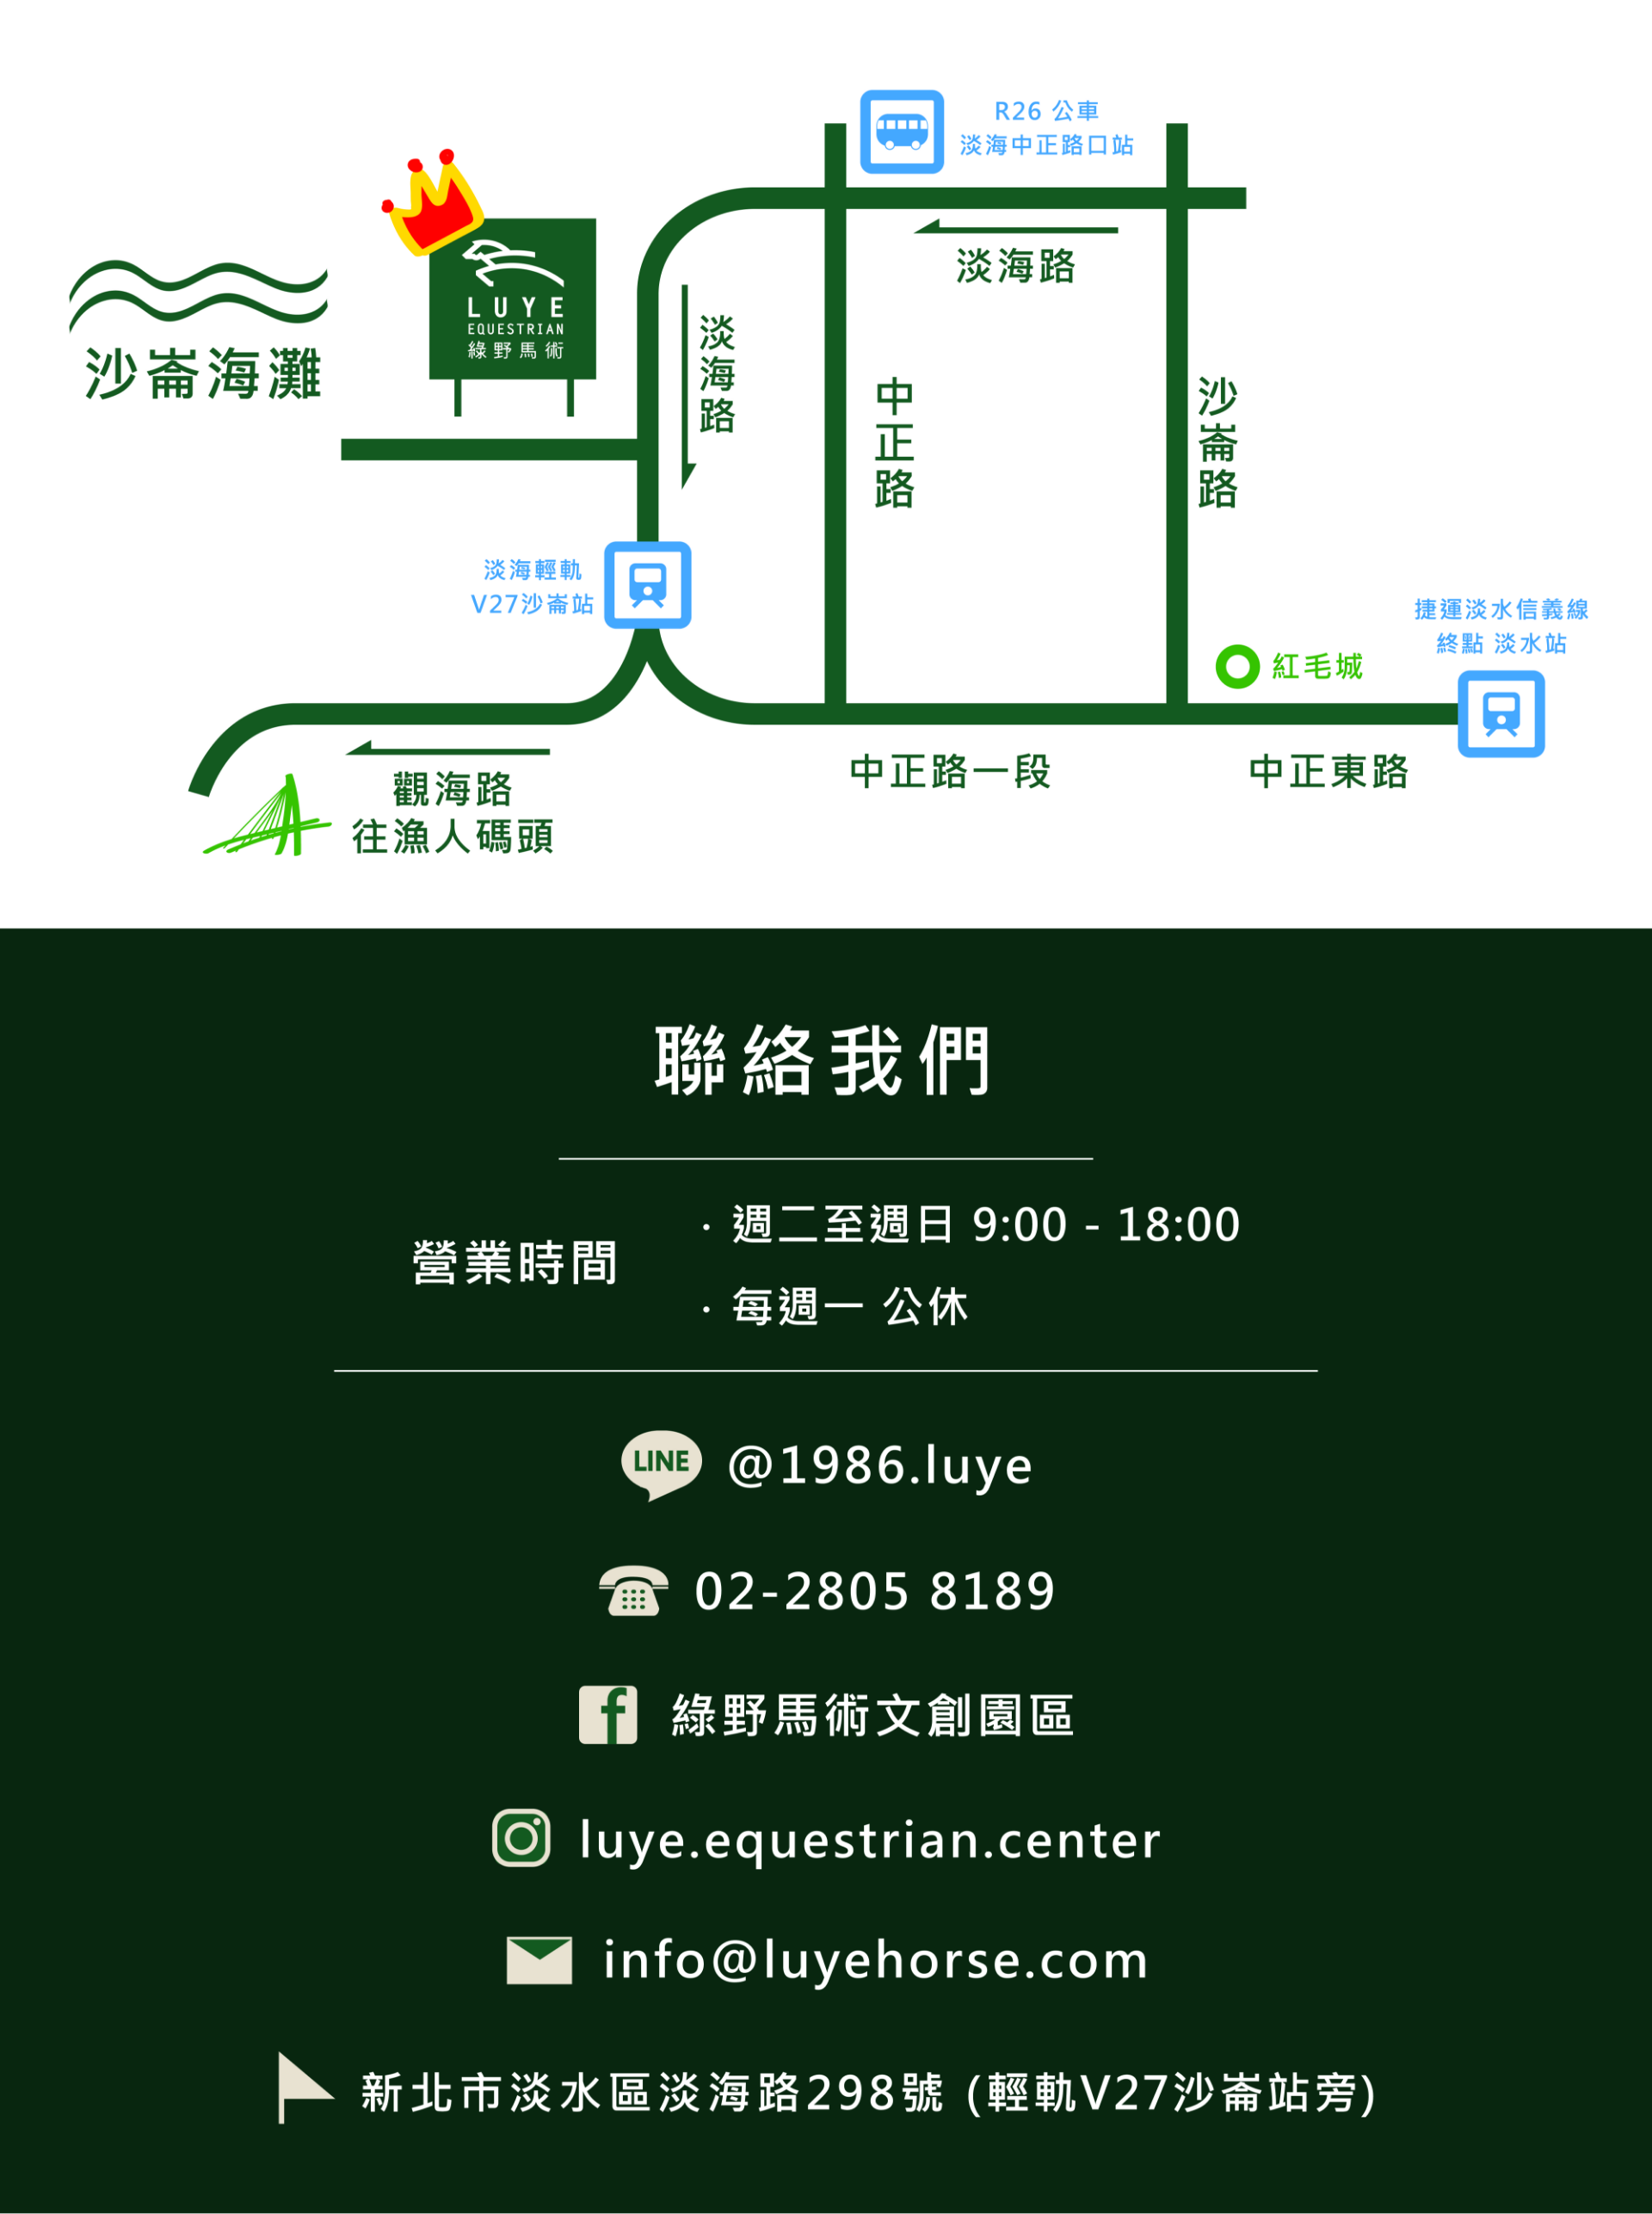 R26 公車
淡海中正路口站
淡海路
LUYE
EQUESTRIAN
綠野馬術
沙崙海灘
淡海路
中正路
沙崙路
淡海輕軌
V27沙崙站
捷運淡水信義線
終點 淡水站
紅毛城
觀海路
往漁人碼頭
中正路一段
中正東路
聯絡我們
營業時間
· 週二至週日 9:00 - 18:00
· 每週一 公休
LINE
@1986.luye
02-2805 8189
綠野馬術文創園區
luye.equestrian.center
info@luyehorse.com
新北市淡水區淡海路298號 (輕軌V27沙崙站旁)